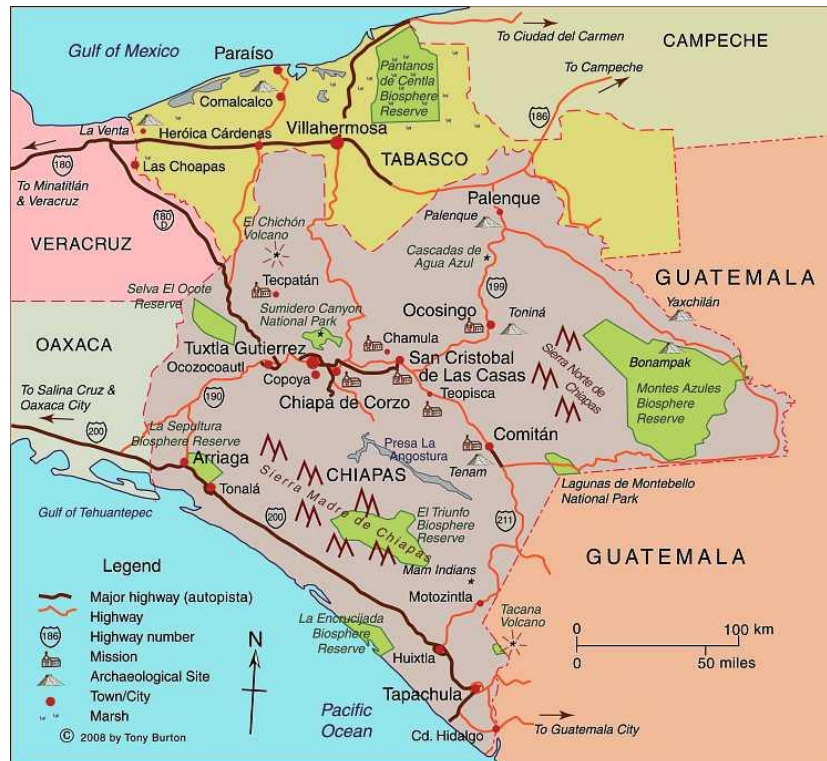 Gulf of Mexico
To Ciudad del Carmen
CAMPECHE
Paraíso
Pantanos
de Centla
Biosphere
Reserve
To Campeche
Comalcalco
186
La Venta
Heróica Cárdenas
Villahermosa
180
Las Choapas
TABASCO
To Minatitlán
& Veracruz
180
D
Palenque
Palenque
VERACRUZ
El Chichón
Volcano
Cascadas de
Agua Azul
GUATEMALA
Tecpatán
199
Selva El Ocote
Reserve
Sumidero Canyon
National Park
Ocosingo
Toniná
Yaxchilán
OAXACA
Tuxtla Gutierrez
Chamula
Ocozocoautl
San Cristobal
de Las Casas
Sierra Norte de
Chiapas
Bonampak
Copoya
To Salina Cruz &
Oaxaca City
190
Chiapa de Corzo
Teopisca
Montes Azules
Biosphere
Reserve
200
La Sepultura
Biosphere Reserve
Comitán
Presa La
Angostura
Arriaga
CHIAPAS
Tenam
Sierra Madre de Chiapas
Tonalá
Lagunas de Montebello
National Park
Gulf of Tehuantepec
200
El Triunfo
Biosphere
Reserve
211
GUATEMALA
Mam Indians
Motozintla
Tacana
Volcano
La Encrucijada
Biosphere
Reserve
Huixtla
0 100 km
0 50 miles
Tapachula
Pacific
Ocean
Cd. Hidalgo
To Guatemala City
Legend
Major highway (autopista)
Highway
186
Highway number
Mission
Archaeological Site
Town/City
Marsh
N
© 2008 by Tony Burton